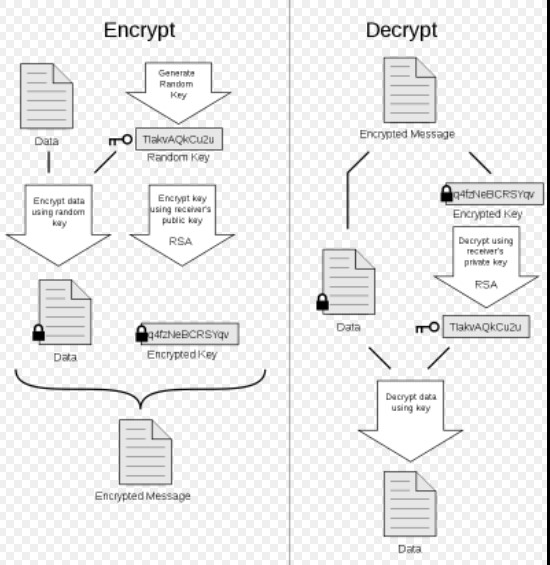 Encrypt
Generate
Random
Key
Data
TIakvAQkCu2u
Random Key
Encrypt data
using random
key
Encrypt key
using receiver's
public key
RSA
Data
q4fzNeBCRSYqv
Encrypted Key
Encrypted Message
Decrypt
Encrypted Message
q4fzNeBCRSYqv
Encrypted Key
Decrypt using
receiver's
private key
RSA
Data
TIakvAQkCu2u
Decrypt data
using key
Data